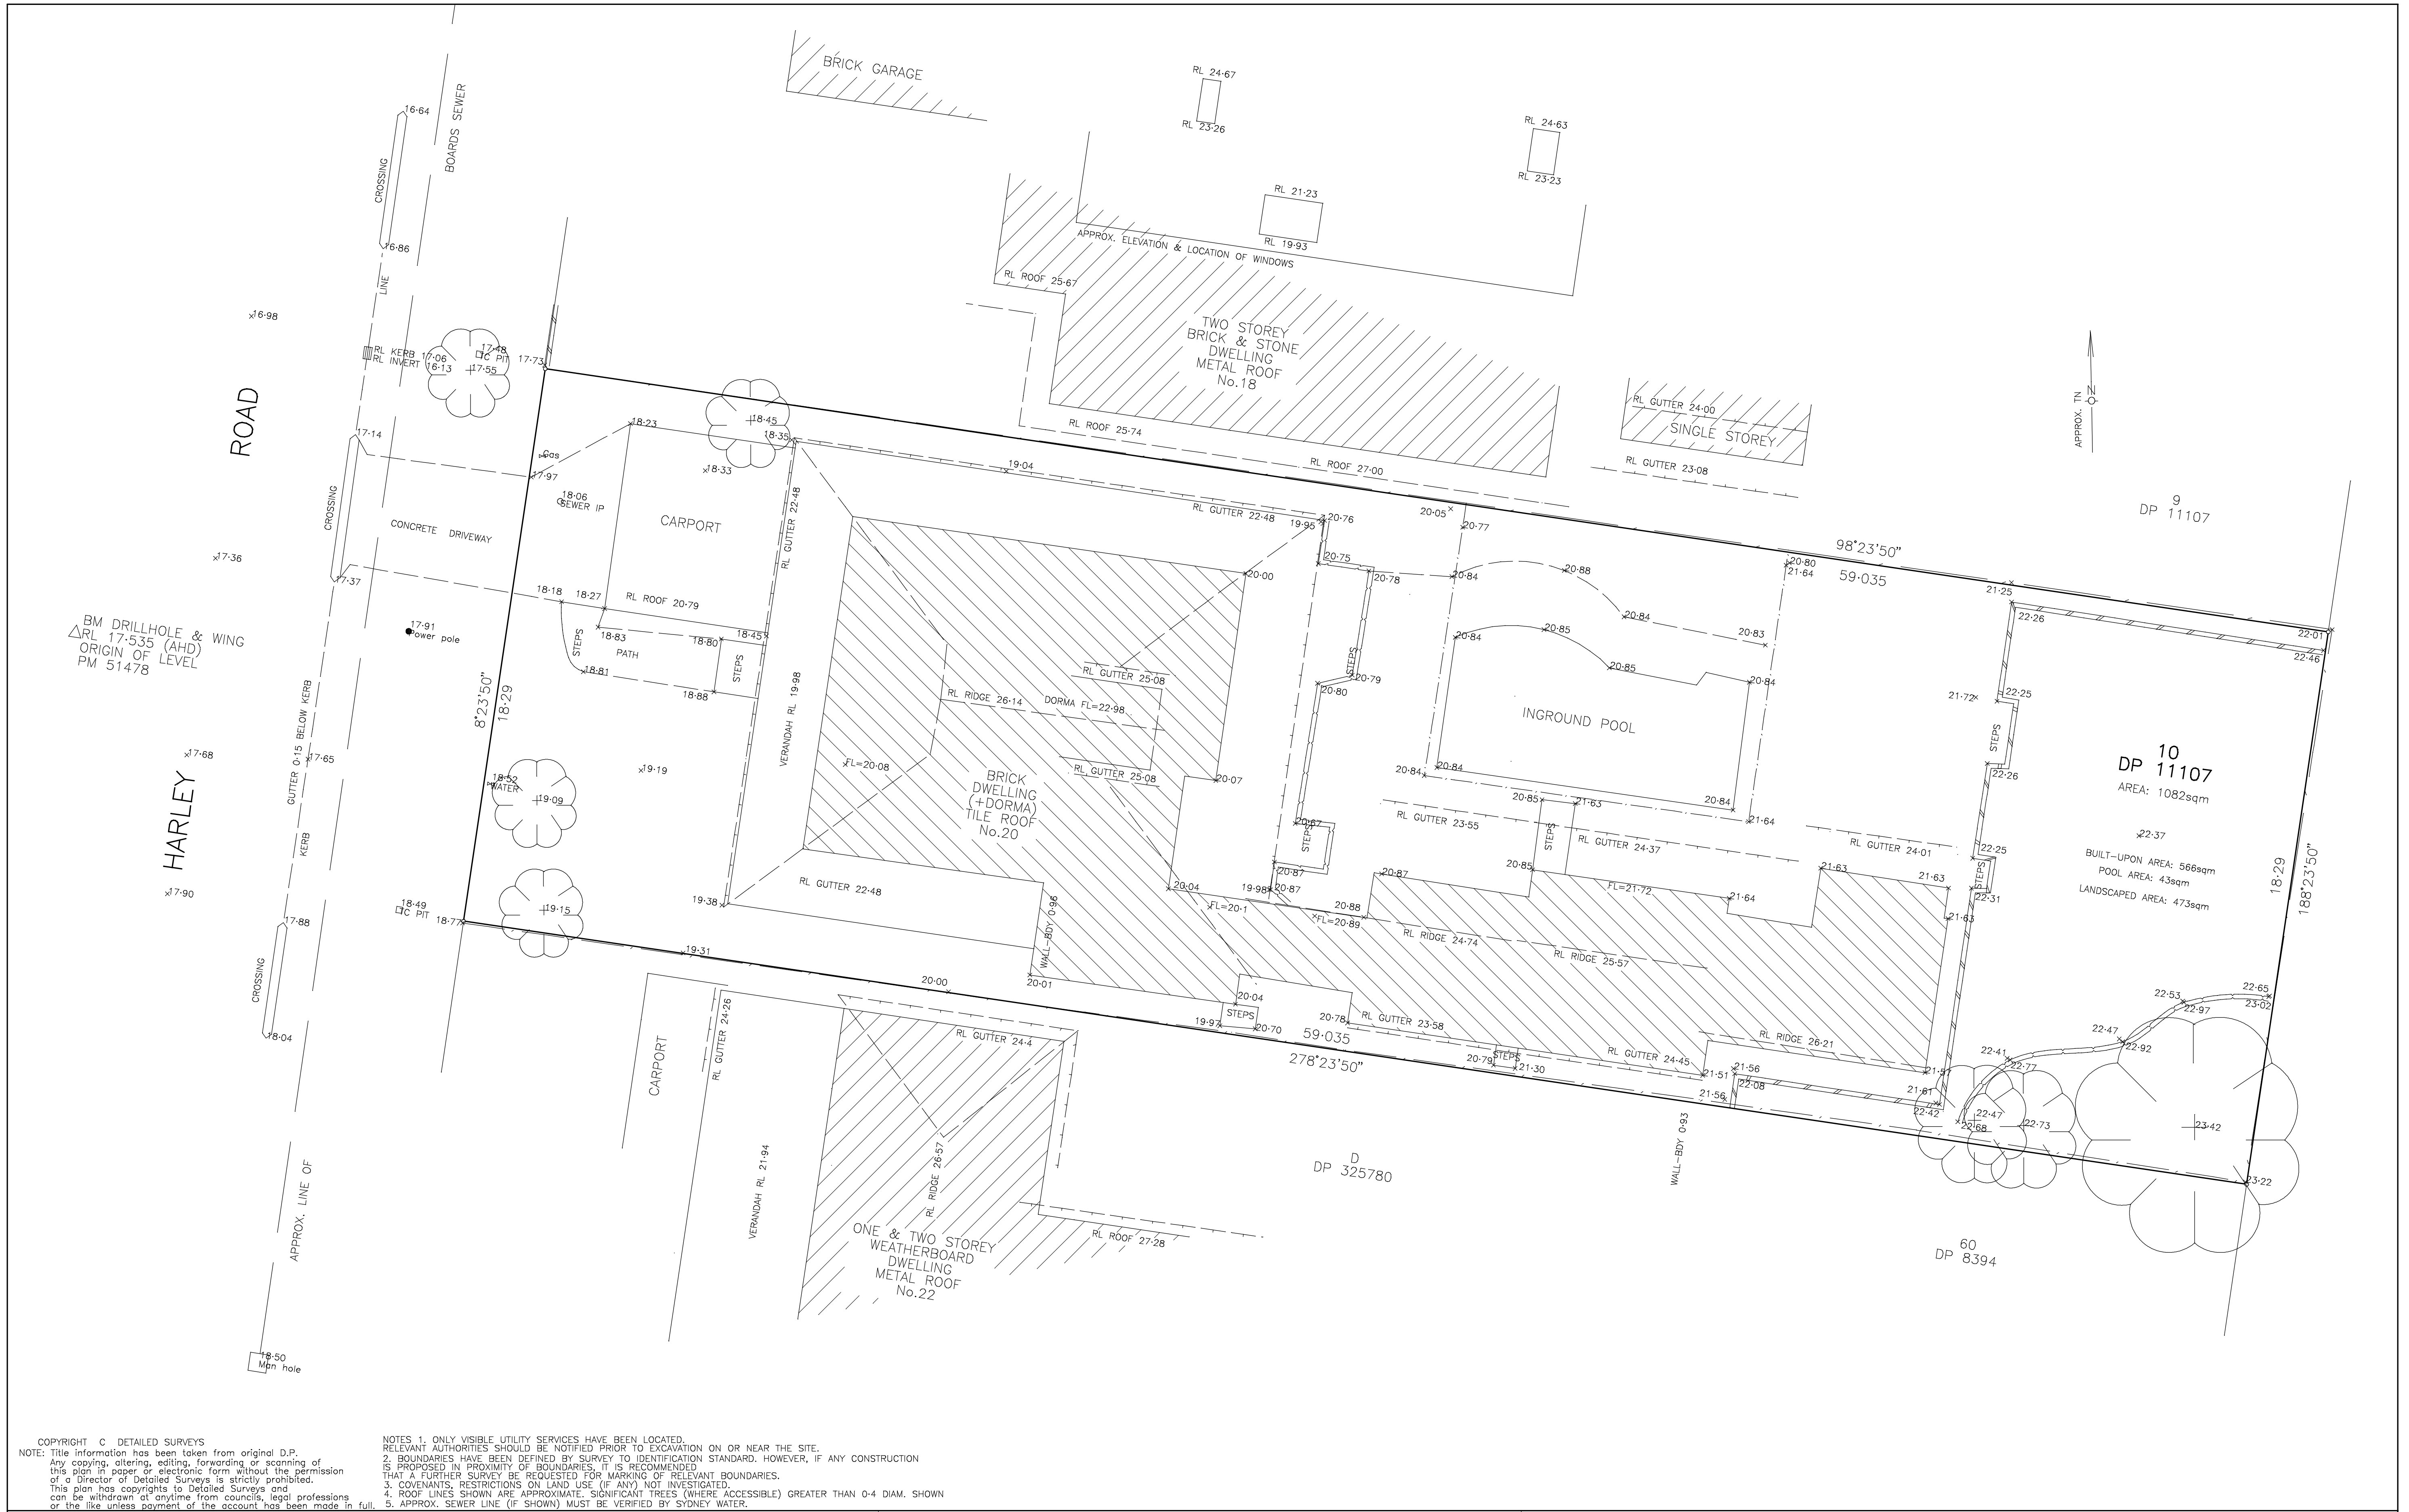 BRICK GARAGE
RL 24·67
RL 23·26
RL 24·63
RL 23·23
RL 21·23
RL 19·93
APPROX. ELEVATION & LOCATION OF WINDOWS
RL ROOF 25·67
TWO STOREY
BRICK & STONE
DWELLING
METAL ROOF
No.18
RL ROOF 25·74
RL ROOF 27·00
RL GUTTER 24·00
SINGLE STOREY
RL GUTTER 23·08
APPROX. TN
N
9
DP 11107
98°23'50"
59·035
BOARDS SEWER
16·64
CROSSING
16·86
LINE
16·98
RL KERB 17·06
RL INVERT 16·13
17·48
TC PIT
17·73
17·55
17·14
ROAD
CROSSING
17·36
17·37
CONCRETE DRIVEWAY
Gas
17·97
18·06
SEWER IP
18·23
18·33
18·45
18·35
CARPORT
RL GUTTER 22·48
18·18
18·27
RL ROOF 20·79
18·83
18·80
18·45
STEPS
PATH
STEPS
18·81
18·88
17·91
Power pole
BM DRILLHOLE & WING
RL 17·535 (AHD)
ORIGIN OF LEVEL
PM 51478
8°23'50"
18·29
GUTTER 0·15 BELOW KERB
17·68
17·65
HARLEY
KERB
18·52
WATER
19·09
19·19
17·90
18·49
TC PIT
18·77
19·15
17·88
CROSSING
18·04
APPROX. LINE OF
18·50
Man hole
19·04
RL GUTTER 22·48
19·95
20·76
20·75
20·78
20·00
VERANDAH RL 19·98
RL RIDGE 26·14
DORMA FL=22·98
RL GUTTER 25·08
RL GUTTER 25·08
FL=20·08
BRICK
DWELLING
(+DORMA)
TILE ROOF
No.20
20·07
STEPS
20·79
20·80
20·67
STEPS
20·87
19·98
20·87
20·04
FL=20·1
FL=20·89
RL GUTTER 22·48
WALL-BDY 0·96
19·38
19·31
20·00
20·01
20·04
STEPS
19·97
20·70
20·05
20·77
20·84
20·88
20·84
20·83
20·80
21·64
20·84
20·85
20·85
20·84
INGROUND POOL
20·84
20·84
20·84
21·64
RL GUTTER 23·55
20·85
21·63
STEPS
RL GUTTER 24·37
RL GUTTER 24·01
20·87
20·85
FL=21·72
21·64
21·63
21·63
21·63
20·88
RL RIDGE 24·74
RL RIDGE 25·57
20·78
RL GUTTER 23·58
59·035
278°23'50"
20·79
STEPS
21·30
RL GUTTER 24·45
RL RIDGE 26·21
21·51
21·56
22·08
21·56
21·57
21·61
22·42
WALL-BDY 0·93
21·25
22·26
22·01
22·46
21·72
22·25
STEPS
22·26
22·25
STEPS
22·31
10
DP 11107
AREA: 1082sqm
22·37
BUILT-UPON AREA: 566sqm
POOL AREA: 43sqm
LANDSCAPED AREA: 473sqm
18·29
188°23'50"
22·65
23·02
22·53
22·97
22·47
22·92
22·41
22·77
22·47
22·68
22·73
23·42
23·22
CARPORT
RL GUTTER 24·26
RL GUTTER 24·4
VERANDAH RL 21·94
RL RIDGE 26·57
ONE & TWO STOREY
WEATHERBOARD
DWELLING
METAL ROOF
No.22
RL ROOF 27·28
D
DP 325780
60
DP 8394
COPYRIGHT C DETAILED SURVEYS
NOTE: Title information has been taken from original D.P.
Any copying, altering, editing, forwarding or scanning of
this plan in paper or electronic form without the permission
of a Director of Detailed Surveys is strictly prohibited.
This plan has copyrights to Detailed Surveys and
can be withdrawn at anytime from councils, legal professions
or the like unless payment of the account has been made in full.
NOTES 1. ONLY VISIBLE UTILITY SERVICES HAVE BEEN LOCATED.
RELEVANT AUTHORITIES SHOULD BE NOTIFIED PRIOR TO EXCAVATION ON OR NEAR THE SITE.
2. BOUNDARIES HAVE BEEN DEFINED BY SURVEY TO IDENTIFICATION STANDARD. HOWEVER, IF ANY CONSTRUCTION
IS PROPOSED IN PROXIMITY OF BOUNDARIES, IT IS RECOMMENDED
THAT A FURTHER SURVEY BE REQUESTED FOR MARKING OF RELEVANT BOUNDARIES.
3. COVENANTS, RESTRICTIONS ON LAND USE (IF ANY) NOT INVESTIGATED.
4. ROOF LINES SHOWN ARE APPROXIMATE. SIGNIFICANT TREES (WHERE ACCESSIBLE) GREATER THAN 0·4 DIAM. SHOWN
5. APPROX. SEWER LINE (IF SHOWN) MUST BE VERIFIED BY SYDNEY WATER.